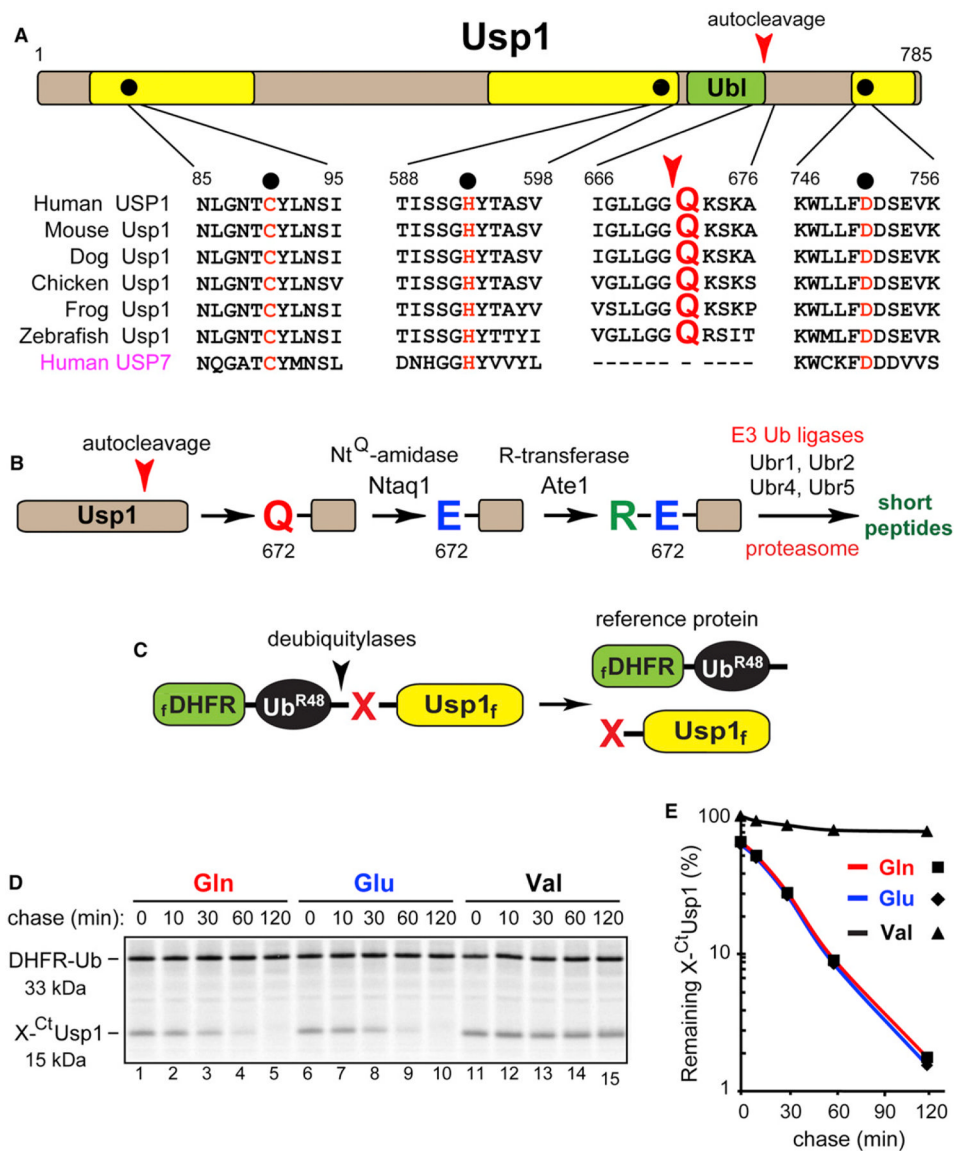 A
Usp1
autocleavage
1
785
Ubl
85 95 588 598 666 676 746 756
Human USP1 NLGNTCYLNSI TISSGHYTASV IGLLGGQKSKA KWLLFDDSEVK
Mouse Usp1 NLGNTCYLNSI TISSGHYTASV IGLLGGQKSKA KWLLFDDSEVK
Dog Usp1 NLGNTCYLNSI TISSGHYTASV IGLLGGQKSKA KWLLFDDSEVK
Chicken Usp1 NLGNTCYLNSV TISSGHYTASV VGLLGGQKSKS KWLLFDDSEVK
Frog Usp1 NLGNTCYLNSI TISSGHYTAYV VSLLGGQKSKP KWLLFDDSEVK
Zebrafish Usp1 NLGNTCYLNSI TISSGHYTTYI VGLLGGQRSIT KWMLFDDSEVR
Human USP7 NQGATCYMNSL DNHGGHYVVYL ------ - ---- KWCKFDDDVVS
B
autocleavage
Usp1
Q
672
Nt^Q-amidase
Ntaq1
E
672
R-transferase
Ate1
R-E
672
E3 Ub ligases
Ubr1, Ubr2
Ubr4, Ubr5
proteasome
short
peptides
C
deubiquitylases
fDHFR Ub^R48 X Usp1f
reference protein
fDHFR Ub^R48
X Usp1f
D
Gln Glu Val
chase (min): 0 10 30 60 120 0 10 30 60 120 0 10 30 60 120
DHFR-Ub
33 kDa
X-^CtUsp1
15 kDa
1 2 3 4 5 6 7 8 9 10 11 12 13 14 15
E
Remaining X-^CtUsp1 (%)
100
10
1
Gln
Glu
Val
0 30 60 90 120
chase (min)